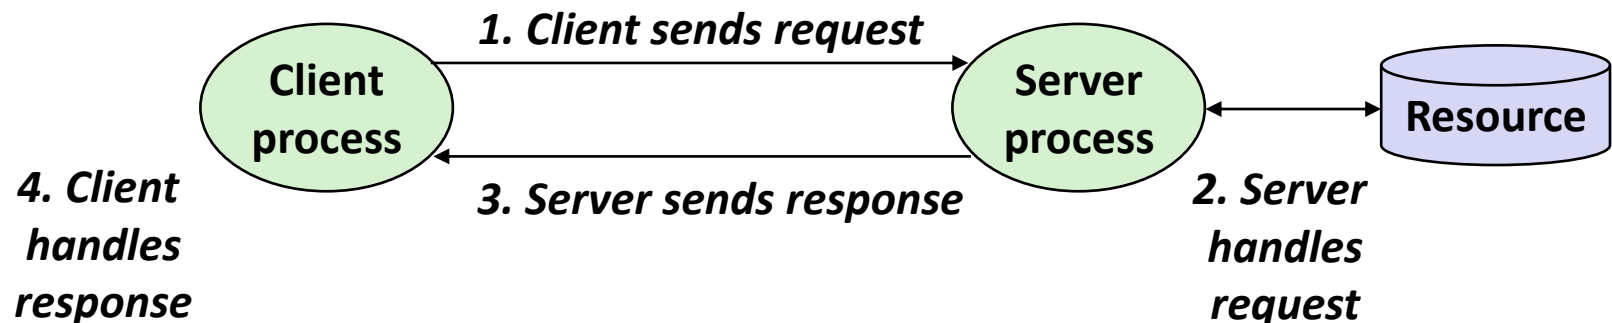 1. Client sends request
Client
process
Server
process
Resource
3. Server sends response
4. Client
handles
response
2. Server
handles
request